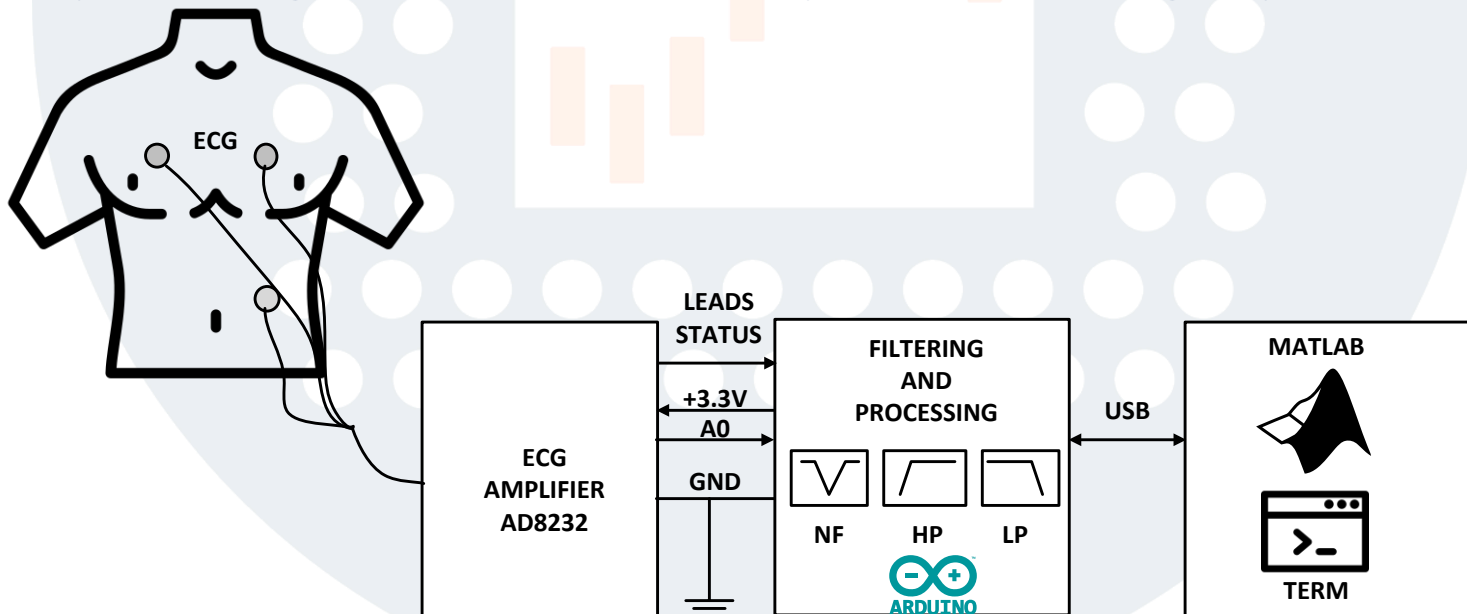 ECG
LEADS
STATUS
+3.3V
A0
GND
ECG
AMPLIFIER
AD8232
FILTERING
AND
PROCESSING
NF HP LP
ARDUINO
USB
MATLAB
>_
TERM